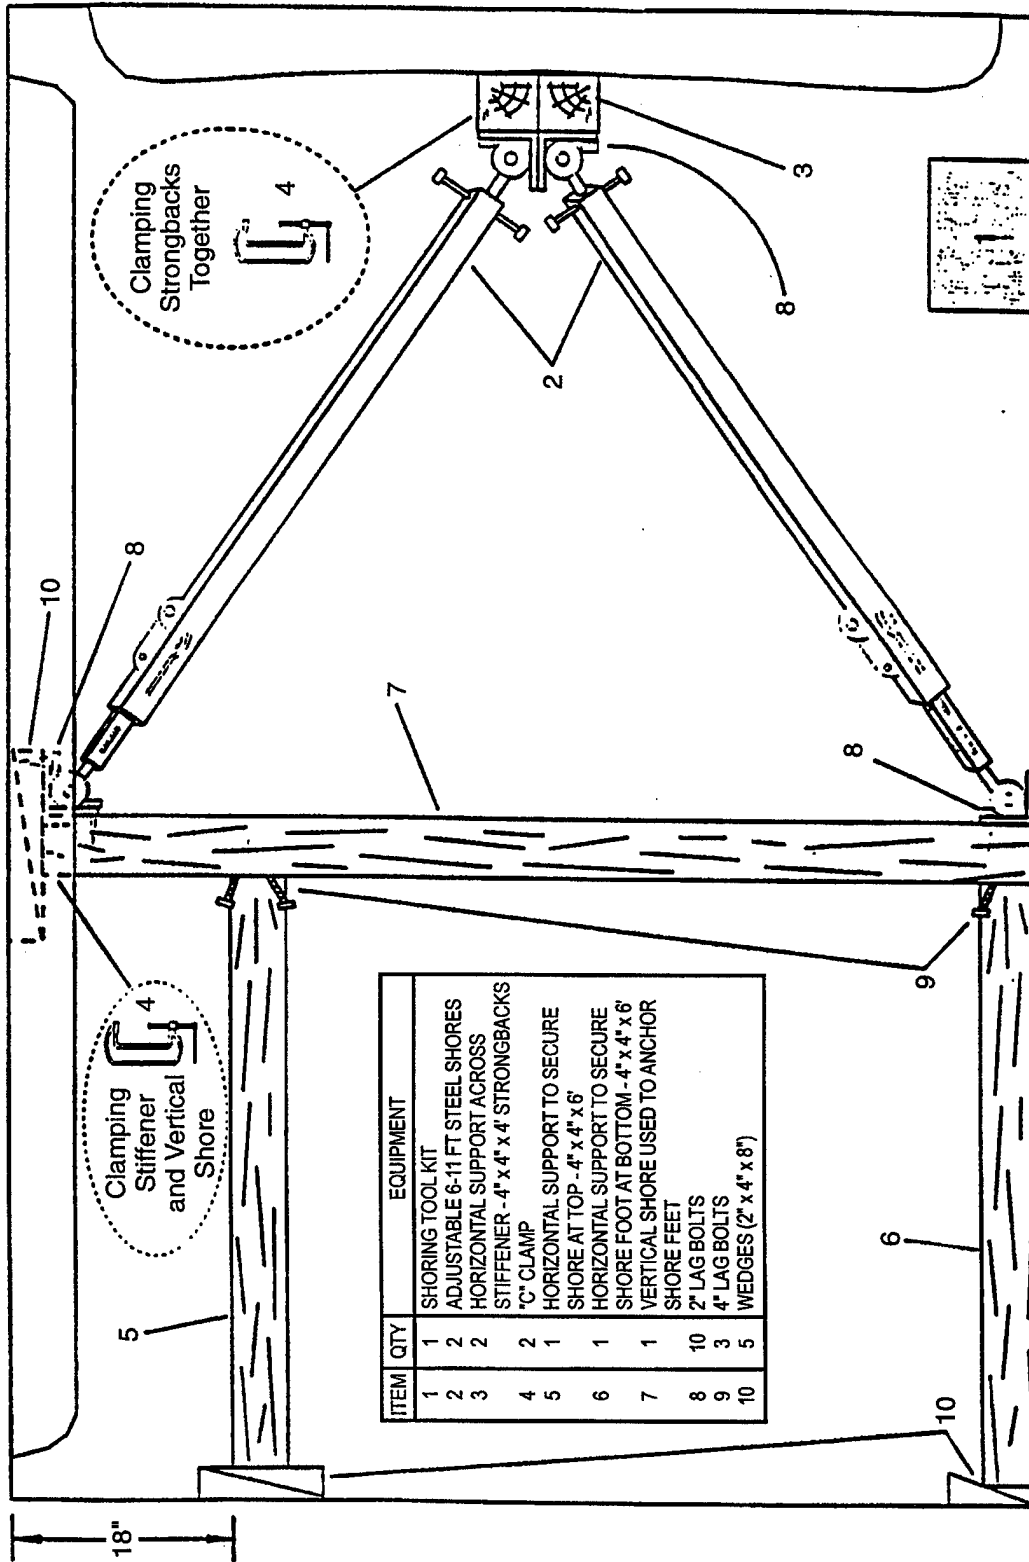 18"
5
Clamping
Stiffener
and Vertical
Shore
4
10
8
Clamping
Strongbacks
Together
4
7
2
3
8
8
9
6
10
1
ITEM QTY EQUIPMENT
1 1 SHORING TOOL KIT
2 2 ADJUSTABLE 6-11 FT STEEL SHORES
3 2 HORIZONTAL SUPPORT ACROSS
STIFFENER - 4" x 4" x 4' STRONGBACKS
4 2 "C" CLAMP
5 1 HORIZONTAL SUPPORT TO SECURE
SHORE AT TOP - 4" x 4" x 6'
6 1 HORIZONTAL SUPPORT TO SECURE
SHORE FOOT AT BOTTOM - 4" x 4" x 6'
7 1 VERTICAL SHORE USED TO ANCHOR
SHORE FEET
8 10 2" LAG BOLTS
9 3 4" LAG BOLTS
10 5 WEDGES (2" x 4" x 8")